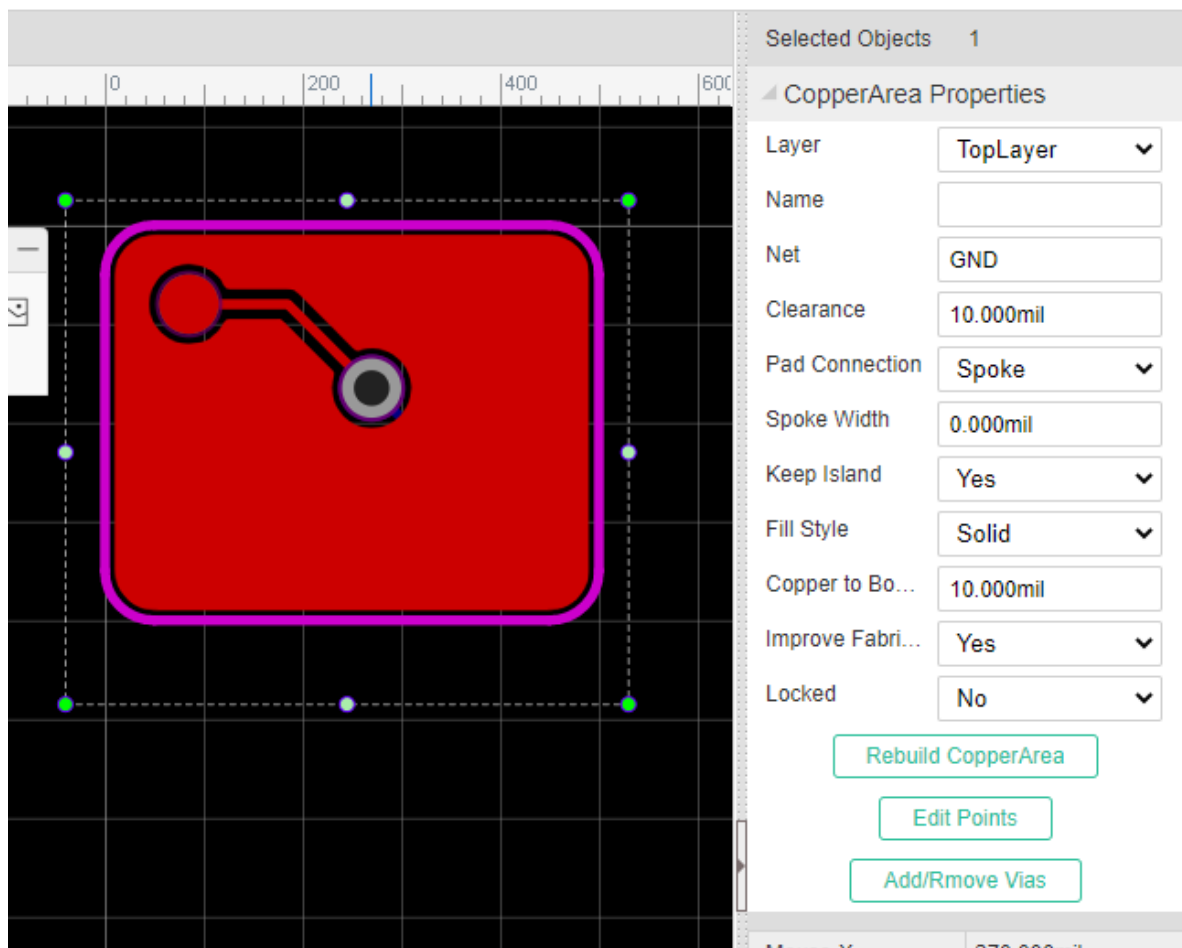 Selected Objects 1
0 200 400 600
CopperArea Properties
Layer TopLayer
Name
Net GND
Clearance 10.000mil
Pad Connection Spoke
Spoke Width 0.000mil
Keep Island Yes
Fill Style Solid
Copper to Bo... 10.000mil
Improve Fabri... Yes
Locked No
Rebuild CopperArea
Edit Points
Add/Rmove Vias